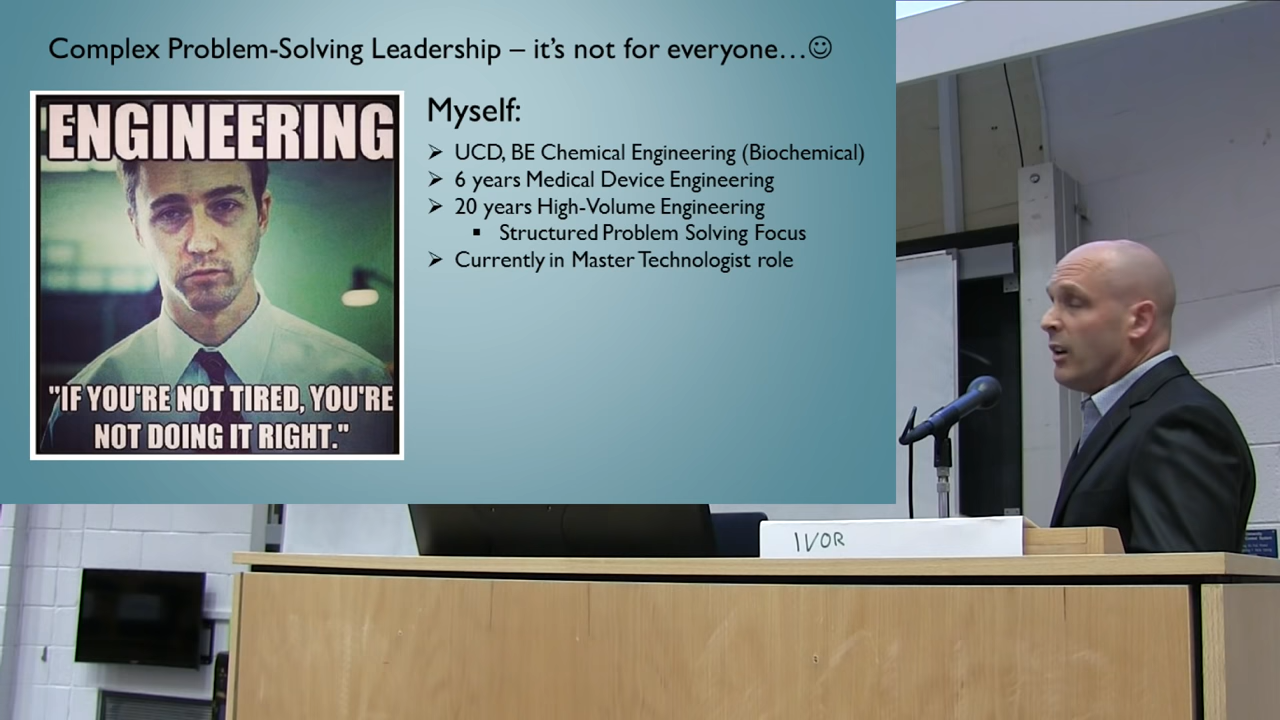 Complex Problem-Solving Leadership – it's not for everyone…☺
ENGINEERING
"IF YOU'RE NOT TIRED, YOU'RE
NOT DOING IT RIGHT."
Myself:
➢ UCD, BE Chemical Engineering (Biochemical)
➢ 6 years Medical Device Engineering
➢ 20 years High-Volume Engineering
▪ Structured Problem Solving Focus
➢ Currently in Master Technologist role
IVOR